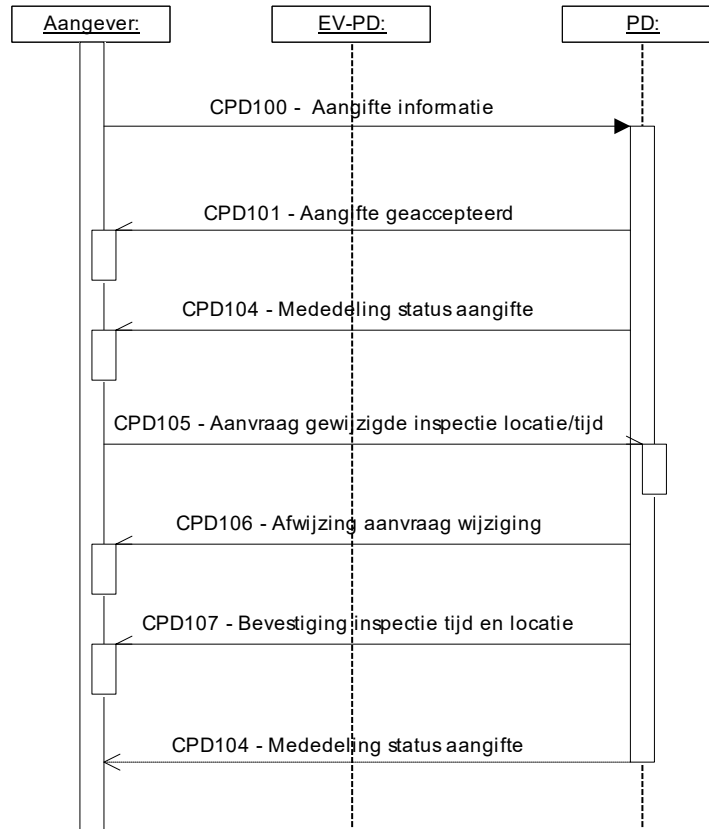 Aangever:
EV-PD:
PD:
CPD100 - Aangifte informatie
CPD101 - Aangifte geaccepteerd
CPD104 - Mededeling status aangifte
CPD105 - Aanvraag gewijzigde inspectie locatie/tijd
CPD106 - Afwijzing aanvraag wijziging
CPD107 - Bevestiging inspectie tijd en locatie
CPD104 - Mededeling status aangifte